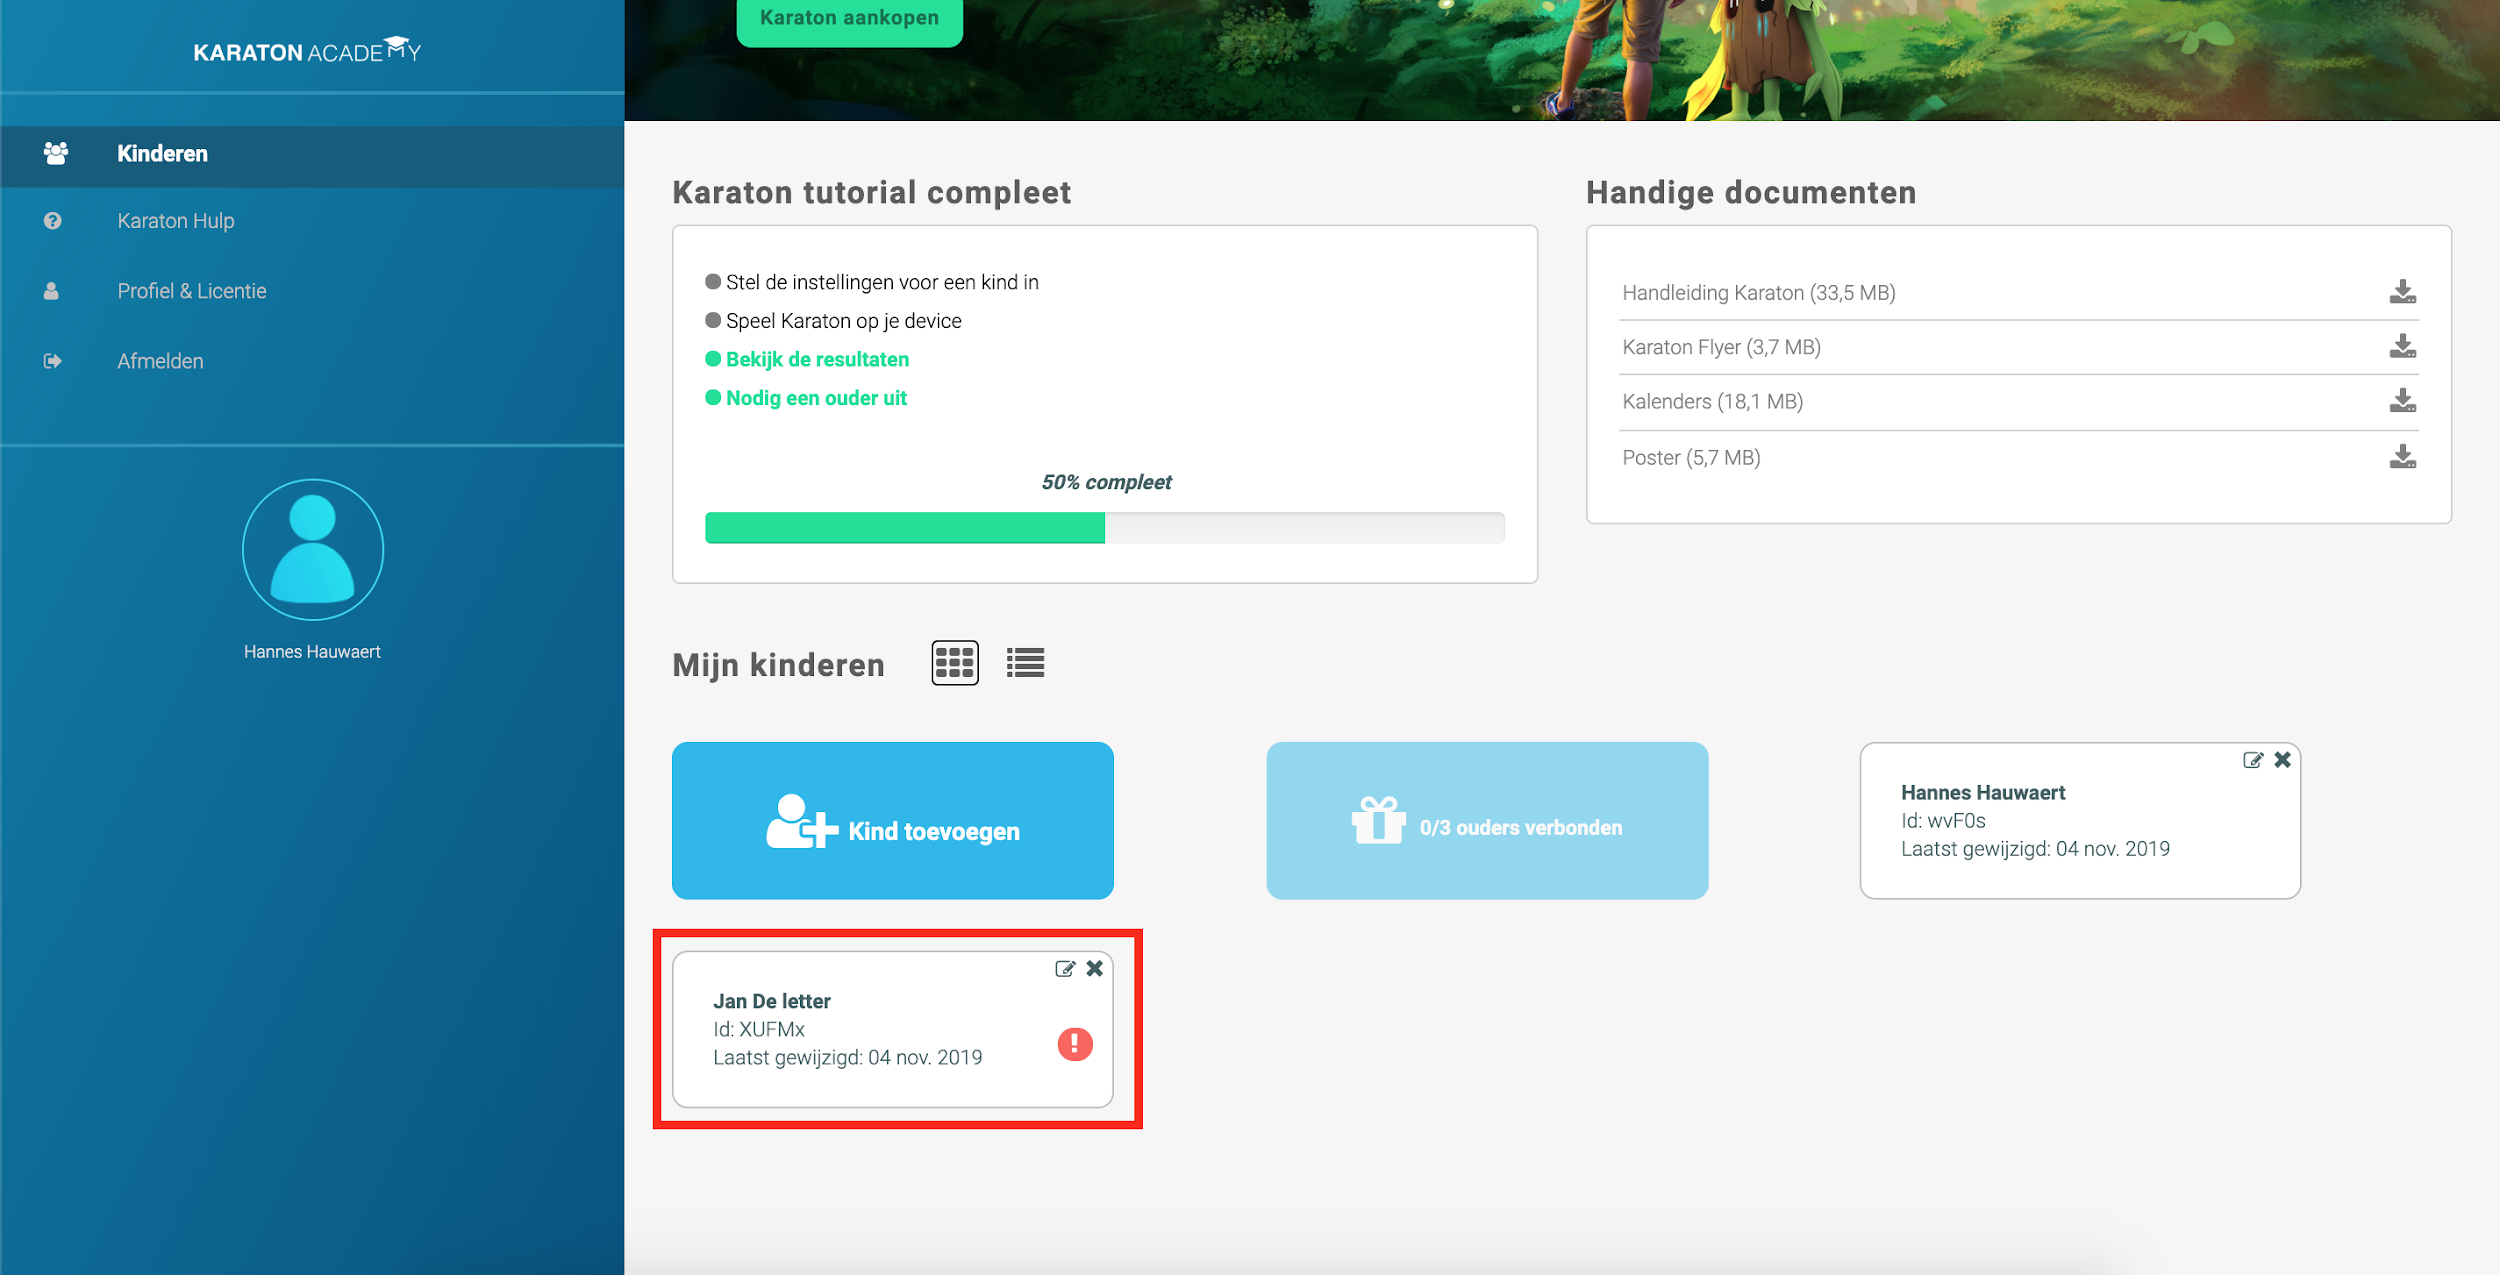 Karaton aankopen
KARATON ACADEMY
Kinderen
Karaton Hulp
Profiel & Licentie
Afmelden
Hannes Hauwaert
Karaton tutorial compleet
Stel de instellingen voor een kind in
Speel Karaton op je device
Bekijk de resultaten
Nodig een ouder uit
50% compleet
Handige documenten
Handleiding Karaton (33,5 MB)
Karaton Flyer (3,7 MB)
Kalenders (18,1 MB)
Poster (5,7 MB)
Mijn kinderen
Kind toevoegen
0/3 ouders verbonden
Hannes Hauwaert
Id: wvF0s
Laatst gewijzigd: 04 nov. 2019
Jan De letter
Id: XUFMx
Laatst gewijzigd: 04 nov. 2019